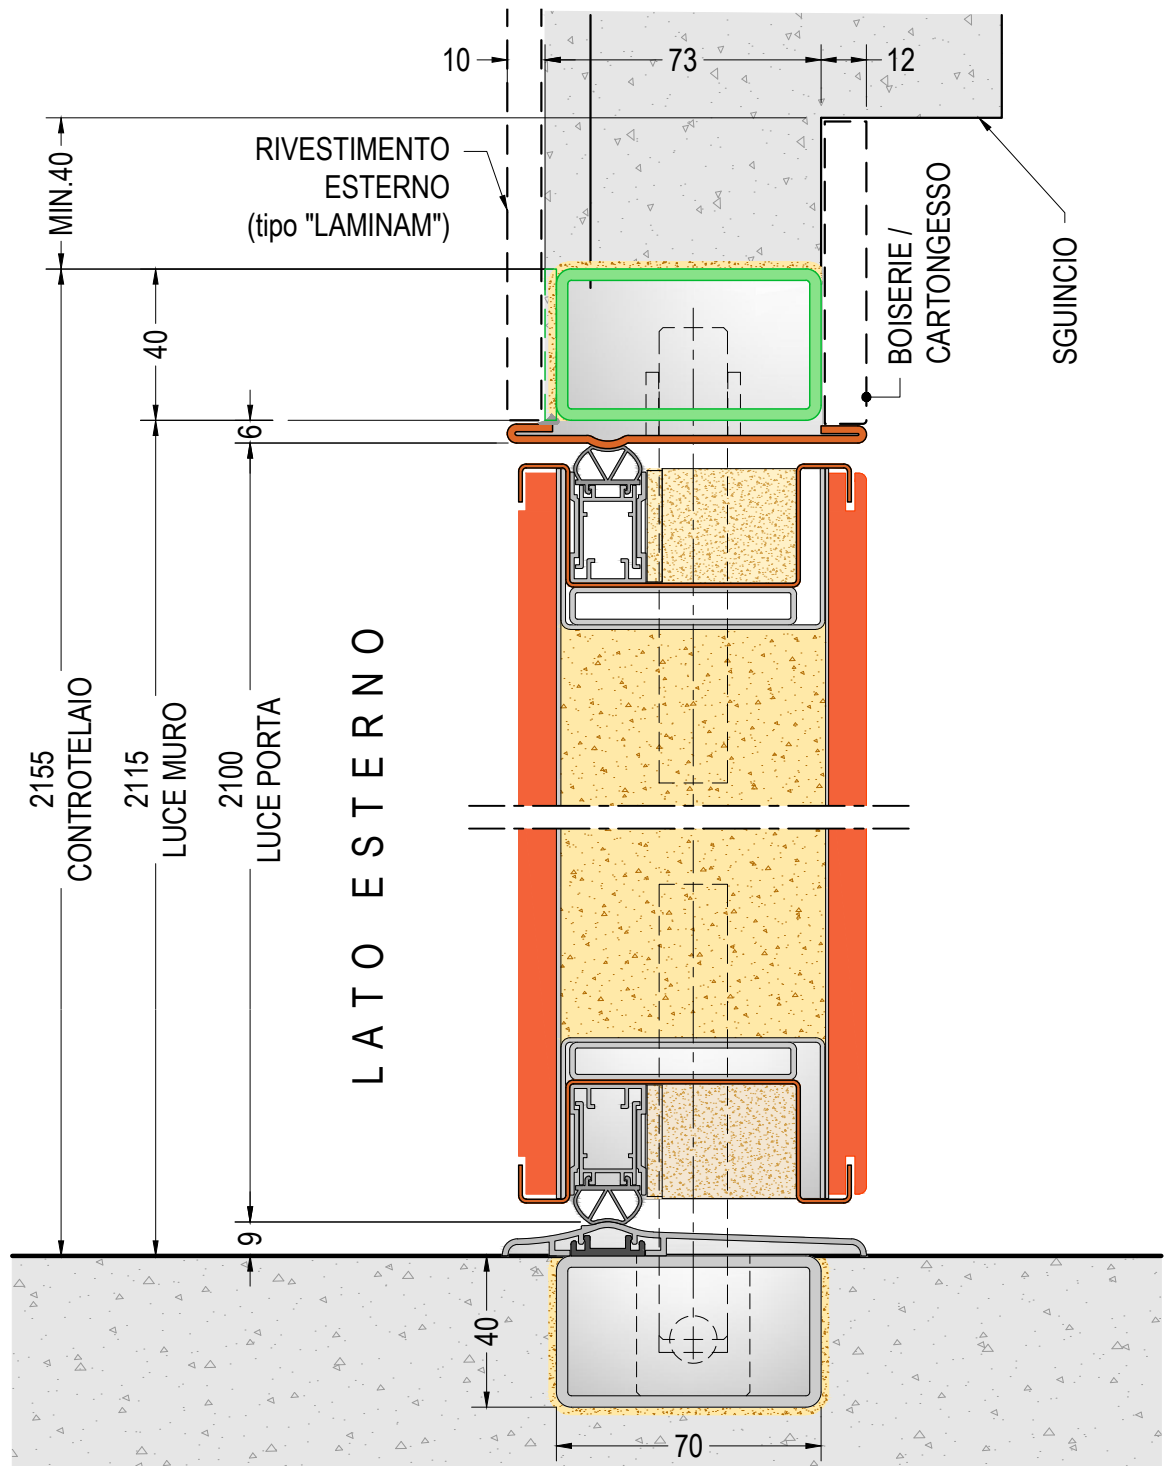 10
73
12
RIVESTIMENTO
ESTERNO
(tipo "LAMINAM")
MIN.40
BOISERIE /
CARTONGESSO
SGUINCIO
40
6
2155
CONTROTELAIO
2115
LUCE MURO
2100
LUCE PORTA
LATO ESTERNO
9
40
70